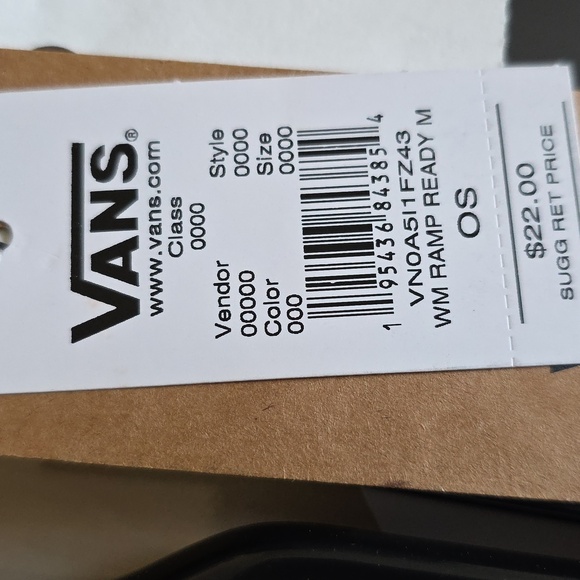 VANS®
www.vans.com
Class
0000
Vendor Style
00000 0000
Color Size
000 0000
1 95436 84385 4
VN0A5I1FZ43
WM RAMP READY M
OS
$22.00
SUGG RET PRICE